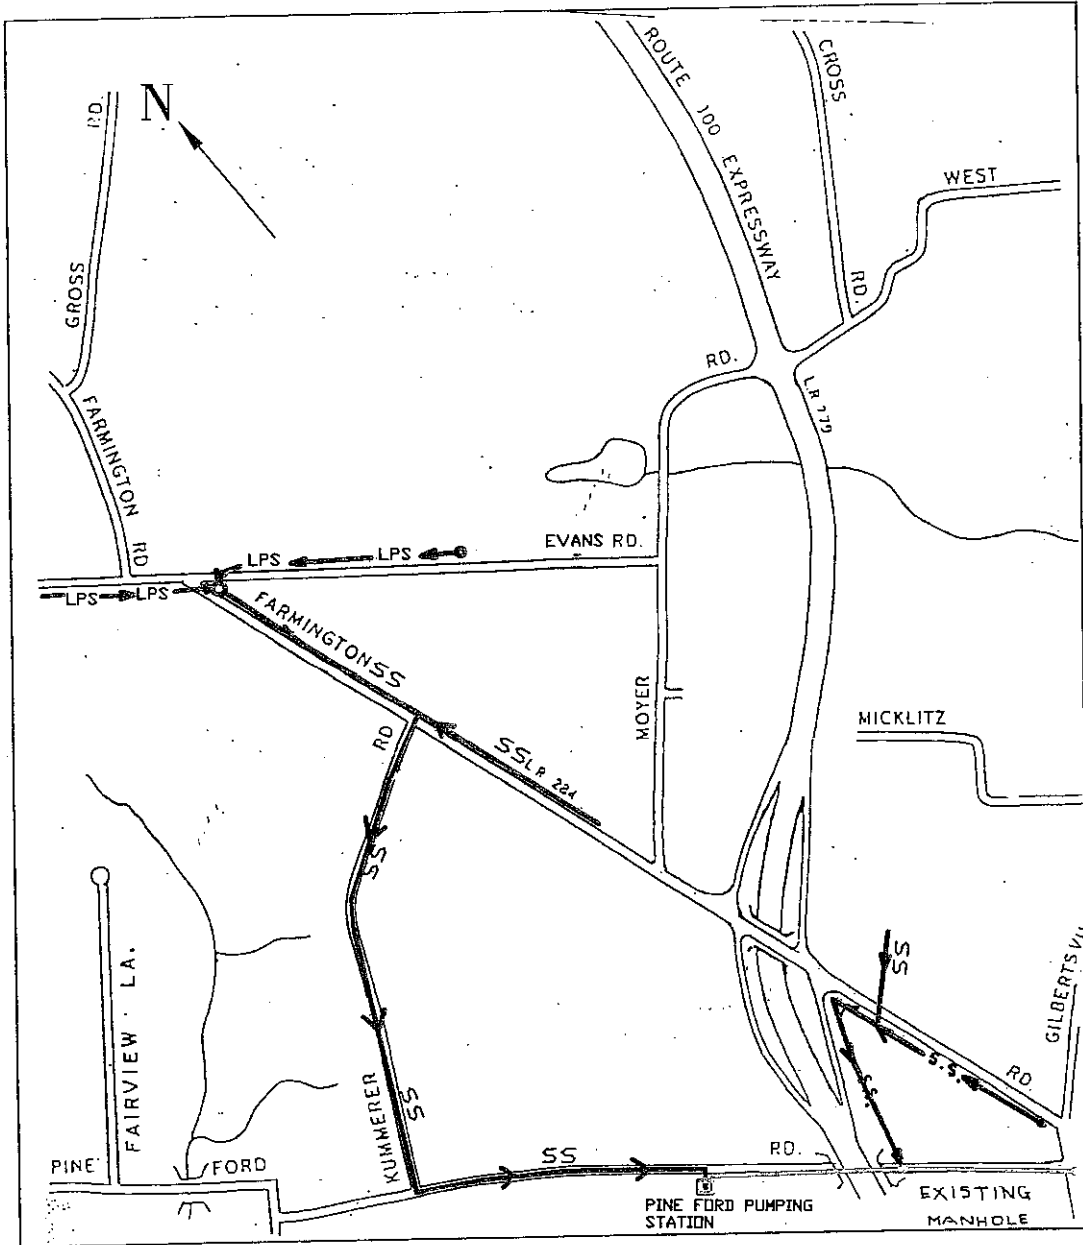 N
GROSS RD.
ROUTE 100 EXPRESSWAY
CROSS RD.
WEST
RD.
LR 779
FARMINGTON RD
EVANS RD.
LPS
LPS
LPS
LPS
FARMINGTON SS
RD
SS LR 224
MOYER
MICKLITZ
SS
SS
FAIRVIEW LA.
KUMMERER
SS
SS
S.S.
S.S.
RD.
PINE FORD
SS
RD.
PINE FORD PUMPING
STATION
EXISTING
MANHOLE